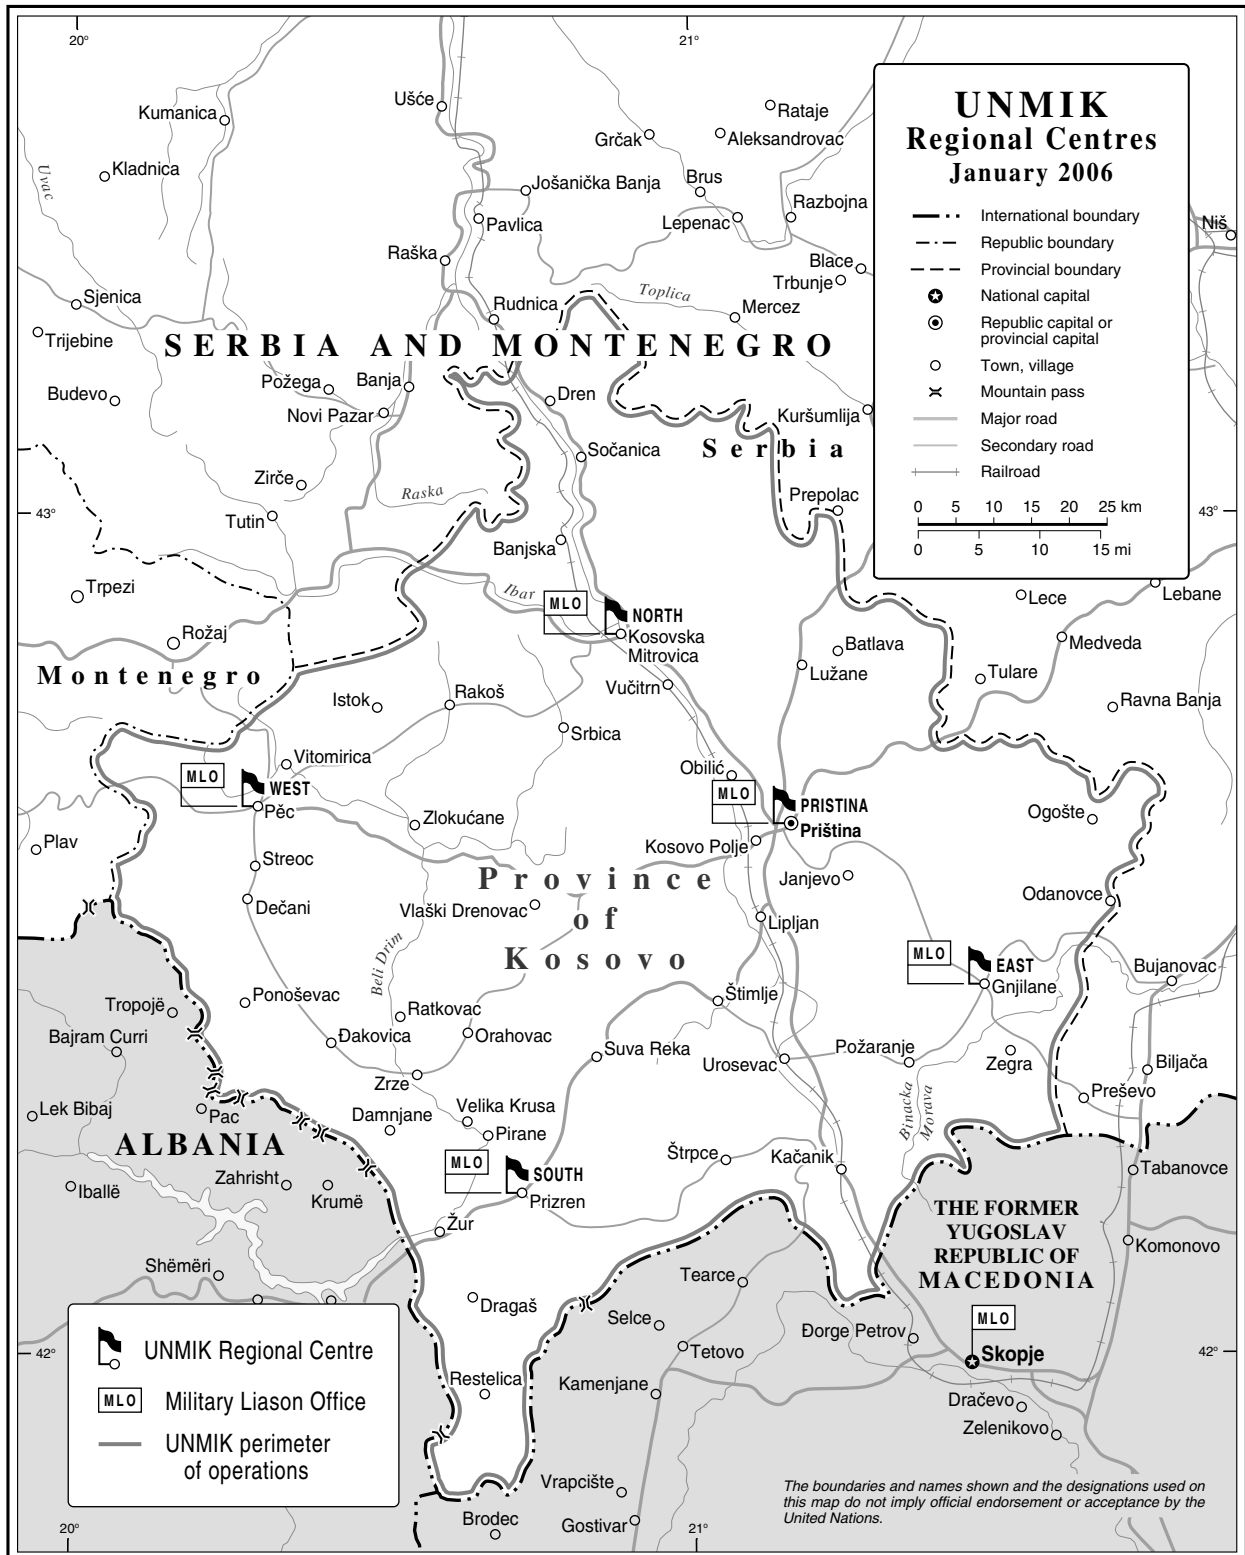 20°
21°
UNMIK
Regional Centres
January 2006
International boundary
Republic boundary
Provincial boundary
National capital
Republic capital or
provincial capital
Town, village
Mountain pass
Major road
Secondary road
Railroad
0 5 10 15 20 25 km
0 5 10 15 mi
Ušće
Kumanica
Rataje
Grčak
Aleksandrovac
Kladnica
Uvac
Jošanička Banja
Brus
Razbojna
Pavlica
Lepenac
Niš
Raška
Blace
Trbunje
Sjenica
Toplica
Rudnica
Mercez
Trijebine
SERBIA AND MONTENEGRO
Požega
Banja
Budevo
Dren
Novi Pazar
Kuršumlija
Serbia
Sočanica
Zirče
Raska
Prepolac
43°
43°
Tutin
Banjska
Trpezi
Ibar
MLO
NORTH
Lece
Lebane
Rožaj
Kosovska
Mitrovica
Batlava
Medveda
Montenegro
Lužane
Tulare
Vučitrn
Istok
Rakoš
Ravna Banja
Srbica
Vitomirica
Obilić
MLO
WEST
MLO
PRISTINA
Pěc
Ogošte
Zlokućane
Priština
Plav
Kosovo Polje
Streoc
Janjevo
Province
of
Kosovo
Odanovce
Dečani
Vlaški Drenovac
Lipljan
Beli Drim
MLO
EAST
Bujanovac
Gnjilane
Ponoševac
Štimlje
Tropojë
Ratkovac
Bajram Curri
Đakovica
Orahovac
Suva Reka
Požaranje
Urosevac
Zegra
Biljača
Zrze
Preševo
Lek Bibaj
Pac
Velika Krusa
Binacka
Morava
Damnjane
Pirane
ALBANIA
MLO
SOUTH
Štrpce
Kačanik
Tabanovce
Iballë
Zahrisht
Krumë
Prizren
THE FORMER
YUGOSLAV
REPUBLIC OF
MACEDONIA
Žur
Komonovo
Shëmëri
Tearce
Dragaš
Selce
Đorge Petrov
MLO
Skopje
Tetovo
42°
42°
UNMIK Regional Centre
MLO
Military Liason Office
UNMIK perimeter
of operations
Restelica
Kamenjane
Dračevo
Zelenikovo
Vrapcište
Brodec
Gostivar
The boundaries and names shown and the designations used on
this map do not imply official endorsement or acceptance by the
United Nations.
20°
21°